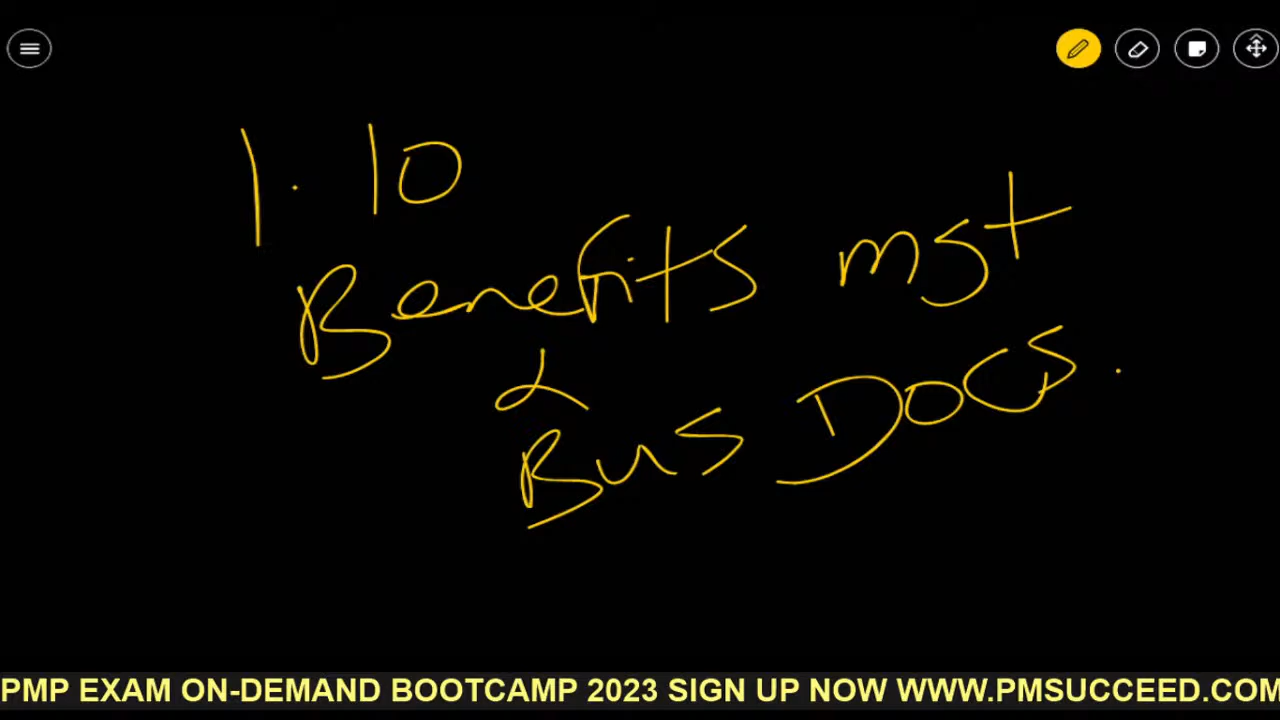 1.10
Benefits mgt
&
Bus Docs.
PMP EXAM ON-DEMAND BOOTCAMP 2023 SIGN UP NOW WWW.PMSUCCEED.COM